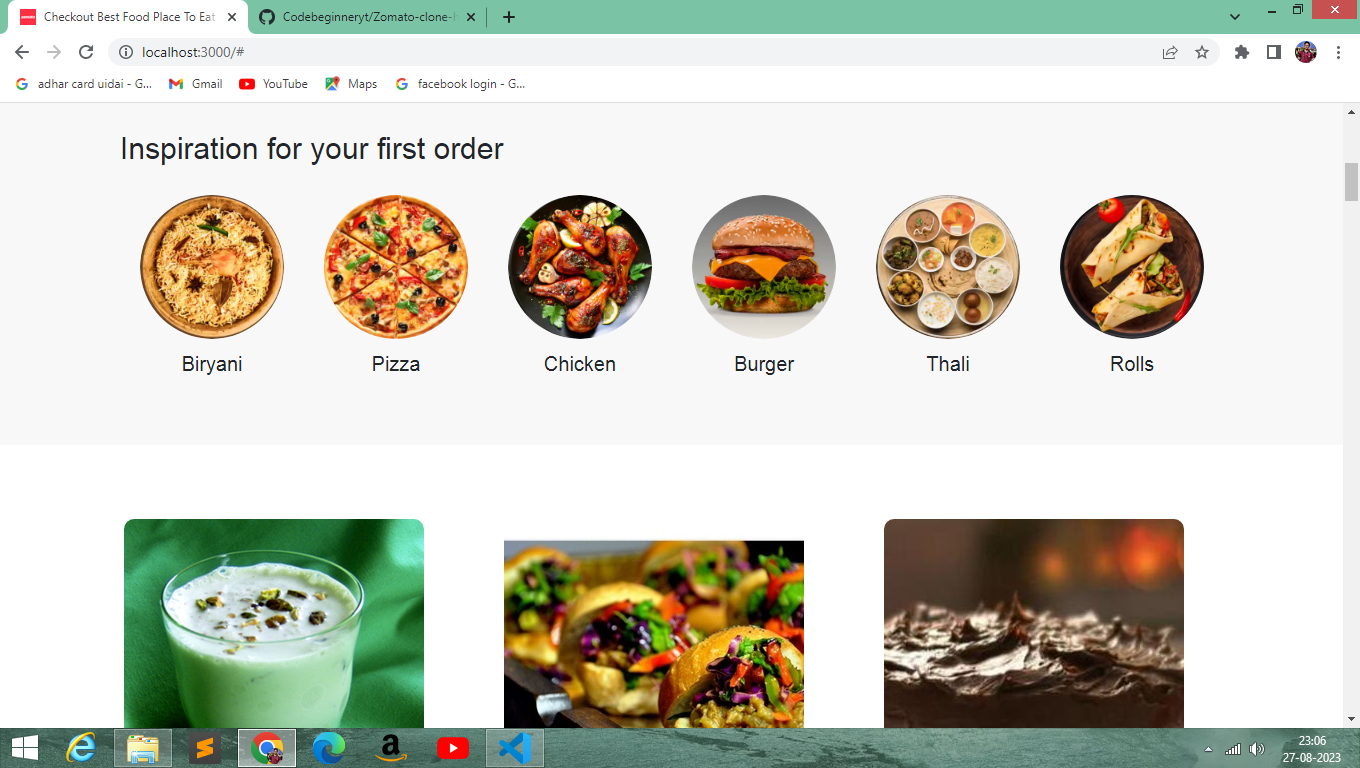 Checkout Best Food Place To Eat
Codebeginneryt/Zomato-clone-h
localhost:3000/#
adhar card uidai - G...
Gmail
YouTube
Maps
facebook login - G...
Inspiration for your first order
Biryani
Pizza
Chicken
Burger
Thali
Rolls
23:06
27-08-2023